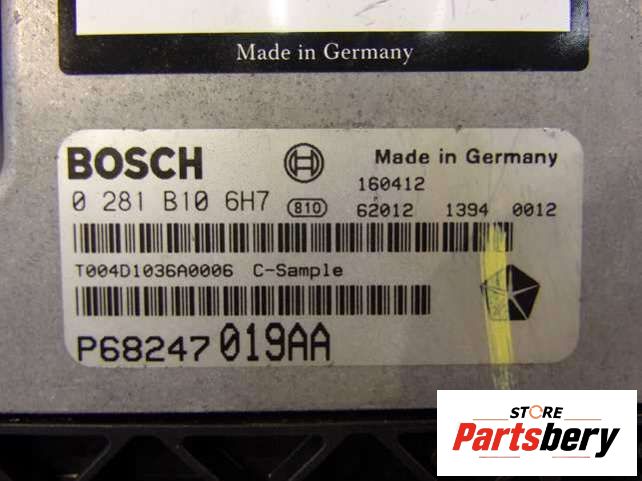 Made in Germany
BOSCH
Made in Germany
0 281 B10 6H7
810
160412
62012 1394 0012
T004D1036A0006 C-Sample
P68247019AA
STORE
Partsbery